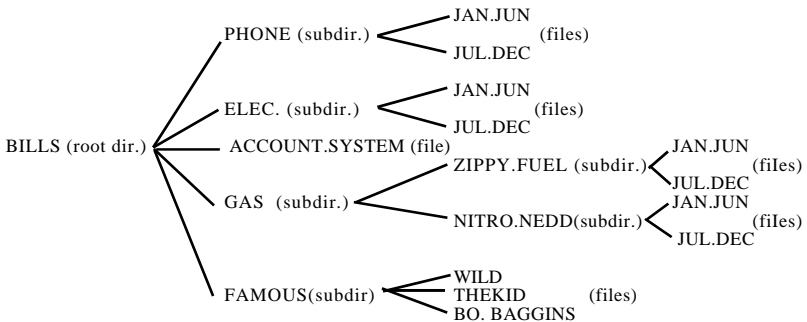 JAN.JUN
PHONE (subdir.) (files)
JUL.DEC
JAN.JUN
ELEC. (subdir.) (files)
JUL.DEC
BILLS (root dir.) ACCOUNT.SYSTEM (file)
JAN.JUN
ZIPPY.FUEL (subdir.) (files)
JUL.DEC
GAS (subdir.)
JAN.JUN
NITRO.NEDD(subdir.) (files)
JUL.DEC
WILD
FAMOUS(subdir) THEKID (files)
BO. BAGGINS